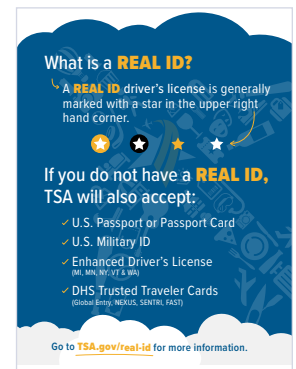 What is a REAL ID?
A REAL ID driver's license is generally
marked with a star in the upper right
hand corner.
If you do not have a REAL ID,
TSA will also accept:
U.S. Passport or Passport Card
U.S. Military ID
Enhanced Driver's License
(MI, MN, NY, VT & WA)
DHS Trusted Traveler Cards
(Global Entry, NEXUS, SENTRI, FAST)
Go to TSA.gov/real-id for more information.